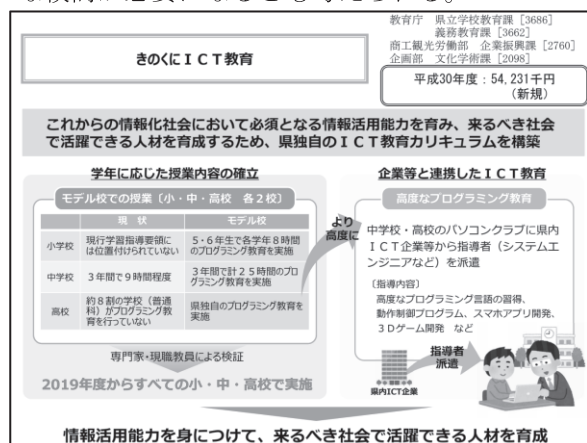 教育庁 県立学校教育課 [3686]
義務教育課 [3662]
商工観光労働部 企業振興課 [2760]
企画部 文化学術課 [2098]
きのくにＩＣＴ教育
平成30年度：54,231千円
（新規）
これからの情報化社会において必須となる情報活用能力を育み、来るべき社会
で活躍できる人材を育成するため、県独自のＩＣＴ教育カリキュラムを構築
学年に応じた授業内容の確立
モデル校での授業〔小・中・高校 各２校〕
現 状
モデル校
小学校
現行学習指導要領に
は位置付けられていない
５・６年生で各学年８時間
のプログラミング教育を実施
中学校
３年間で９時間程度
３年間で計２５時間のプロ
グラミング教育を実施
高校
約８割の学校（普通
科）がプログラミング教
育を行っていない
県独自のプログラミング教育を
実施
専門家・現職教員による検証
2019年度からすべての小・中・高校で実施
より
高度に
企業等と連携したＩＣＴ教育
高度なプログラミング教育
中学校・高校のパソコンクラブに県内
ＩＣＴ企業等から指導者（システムエ
ンジニアなど）を派遣
〔指導内容〕
高度なプログラミング言語の習得、
動作制御プログラム、スマホアプリ開発、
３Ｄゲーム開発 など
指導者
派遣
県内ICT企業
情報活用能力を身につけて、来るべき社会で活躍できる人材を育成